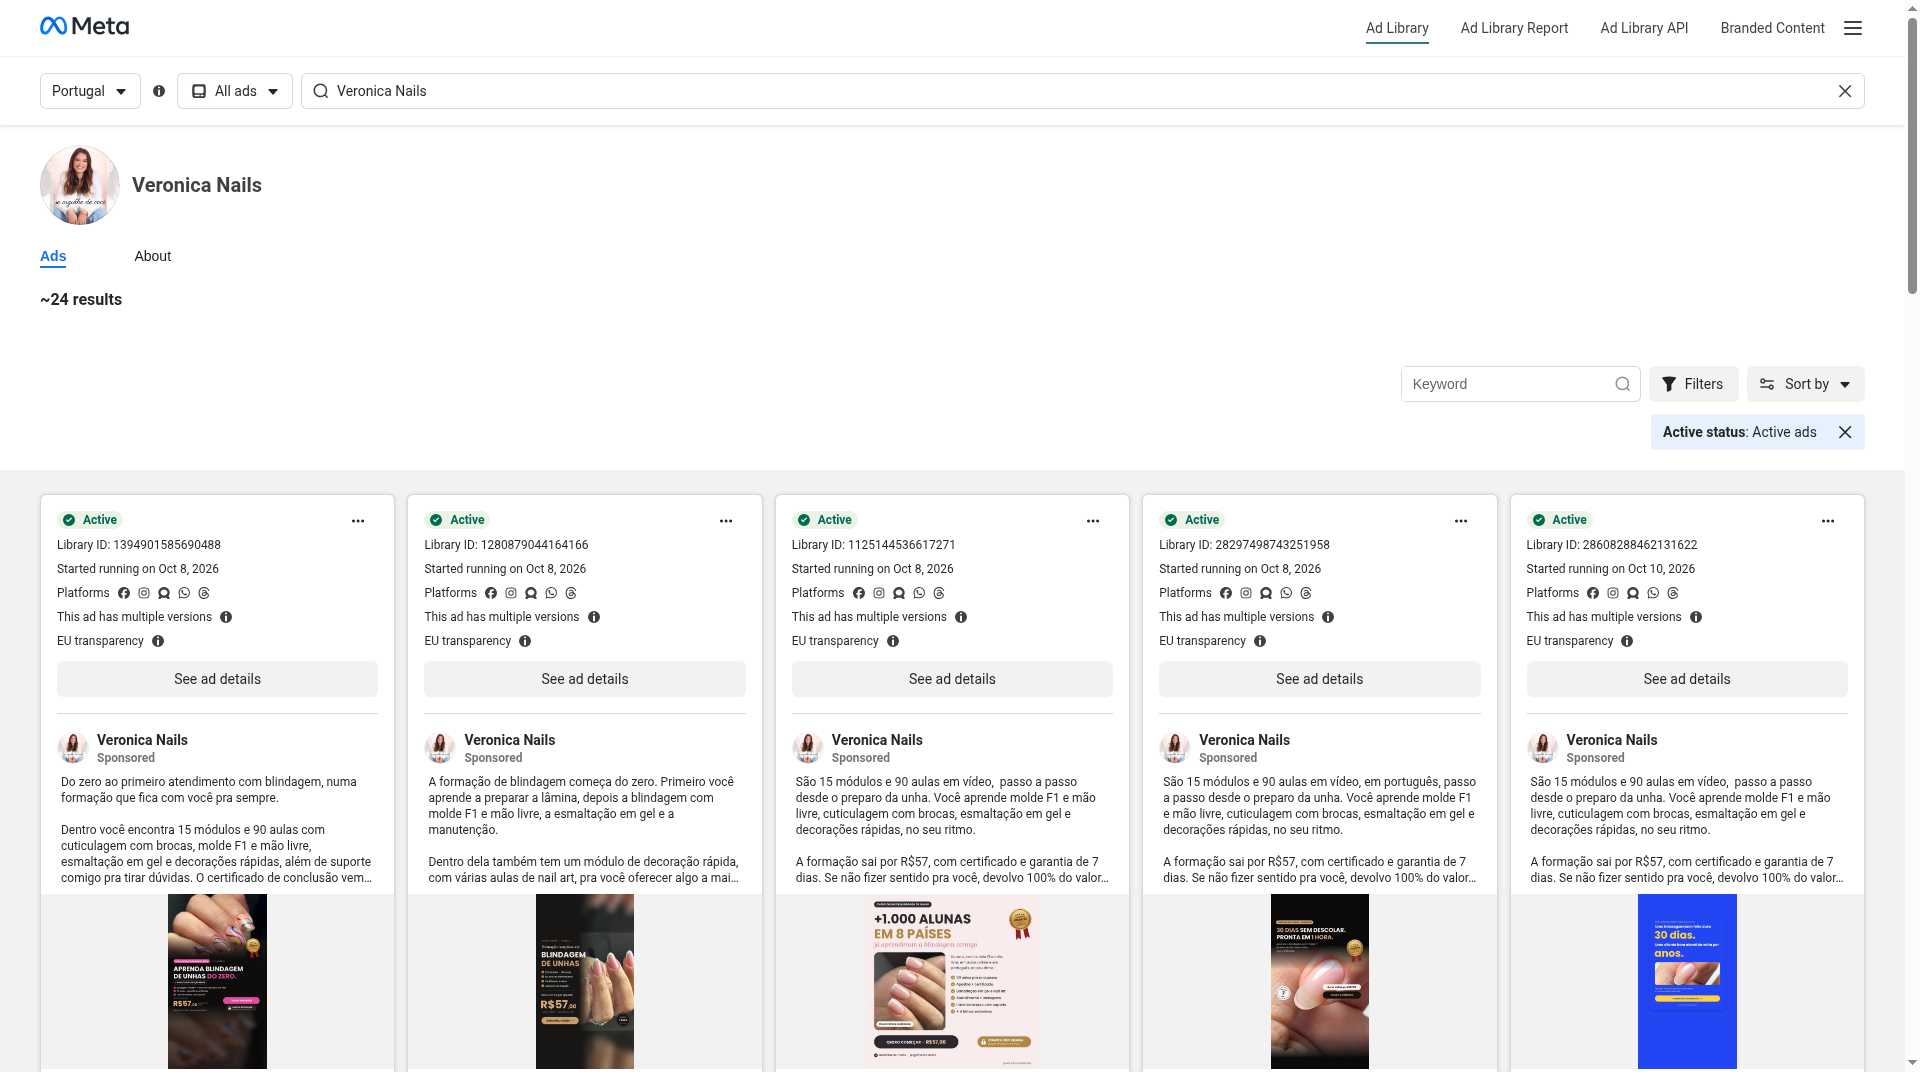 Meta
Ad Library
Ad Library Report
Ad Library API
Branded Content
Portugal
All ads
Veronica Nails
se orgulhe de você
Veronica Nails
Ads
About
~24 results
Keyword
Filters
Sort by
Active status: Active ads
Active
Library ID: 1394901585690488
Started running on Oct 8, 2026
Platforms
This ad has multiple versions
EU transparency
See ad details
Veronica Nails
Sponsored
Do zero ao primeiro atendimento com blindagem, numa
formação que fica com você pra sempre.
Dentro você encontra 15 módulos e 90 aulas com
cuticulagem com brocas, molde F1 e mão livre,
esmaltação em gel e decorações rápidas, além de suporte
comigo pra tirar dúvidas. O certificado de conclusão vem...
APRENDA BLINDAGEM
DE UNHAS DO ZERO.
R$57,00
Active
Library ID: 1280879044164166
Started running on Oct 8, 2026
Platforms
This ad has multiple versions
EU transparency
See ad details
Veronica Nails
Sponsored
A formação de blindagem começa do zero. Primeiro você
aprende a preparar a lâmina, depois a blindagem com
molde F1 e mão livre, a esmaltação em gel e a
manutenção.
Dentro dela também tem um módulo de decoração rápida,
com várias aulas de nail art, pra você oferecer algo a mai...
BLINDAGEM
DE UNHAS
R$57,00
Active
Library ID: 1125144536617271
Started running on Oct 8, 2026
Platforms
This ad has multiple versions
EU transparency
See ad details
Veronica Nails
Sponsored
São 15 módulos e 90 aulas em vídeo,  passo a passo
desde o preparo da unha. Você aprende molde F1 e mão
livre, cuticulagem com brocas, esmaltação em gel e
decorações rápidas, no seu ritmo.
A formação sai por R$57, com certificado e garantia de 7
dias. Se não fizer sentido pra você, devolvo 100% do valor...
+1.000 ALUNAS
EM 8 PAÍSES
já aprenderam a blindagem comigo
QUERO COMEÇAR - R$57,00
Active
Library ID: 28297498743251958
Started running on Oct 8, 2026
Platforms
This ad has multiple versions
EU transparency
See ad details
Veronica Nails
Sponsored
São 15 módulos e 90 aulas em vídeo, em português, passo
a passo desde o preparo da unha. Você aprende molde F1
e mão livre, cuticulagem com brocas, esmaltação em gel e
decorações rápidas, no seu ritmo.
A formação sai por R$57, com certificado e garantia de 7
dias. Se não fizer sentido pra você, devolvo 100% do valor...
30 DIAS SEM DESCOLAR.
PRONTA EM 1 HORA.
Active
Library ID: 28608288462131622
Started running on Oct 10, 2026
Platforms
This ad has multiple versions
EU transparency
See ad details
Veronica Nails
Sponsored
São 15 módulos e 90 aulas em vídeo,  passo a passo
desde o preparo da unha. Você aprende molde F1 e mão
livre, cuticulagem com brocas, esmaltação em gel e
decorações rápidas, no seu ritmo.
A formação sai por R$57, com certificado e garantia de 7
dias. Se não fizer sentido pra você, devolvo 100% do valor...
30 dias.
anos.